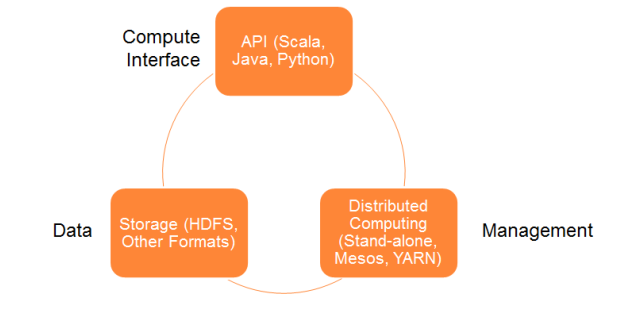 Compute
Interface
API (Scala,
Java, Python)
Data
Storage (HDFS,
Other Formats)
Distributed
Computing
(Stand-alone,
Mesos, YARN)
Management